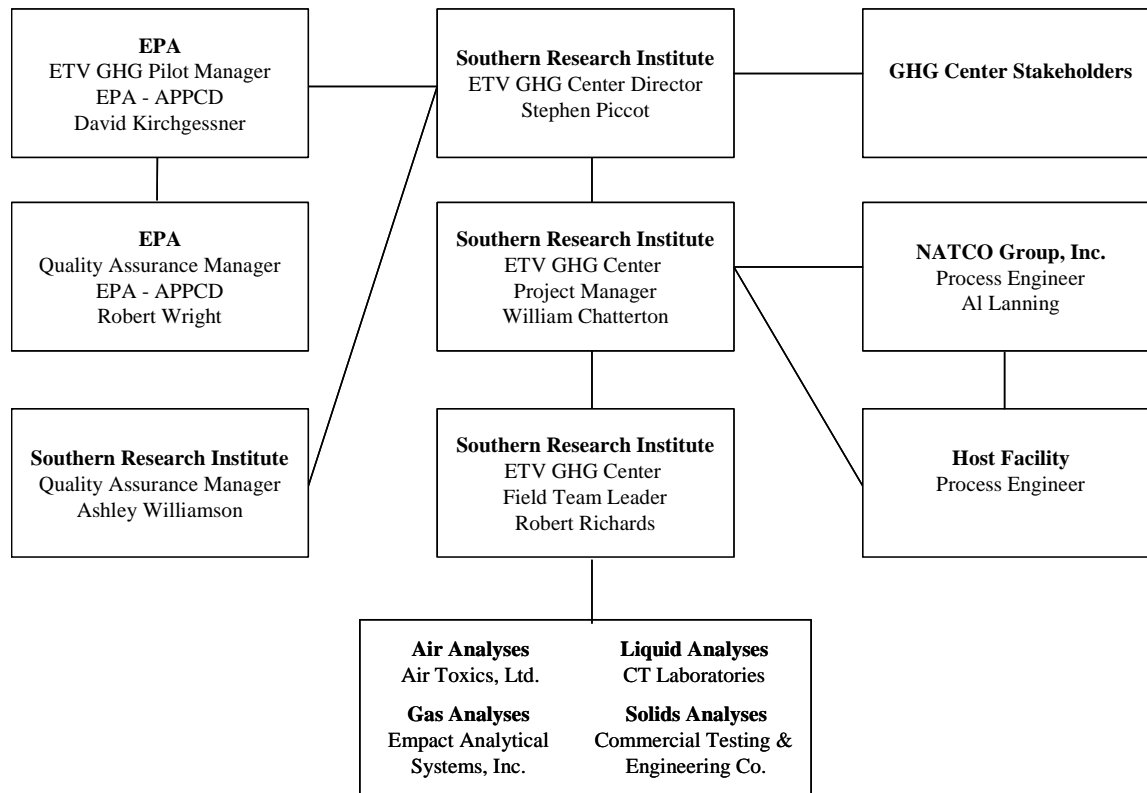 EPA
ETV GHG Pilot Manager
EPA - APPCD
David Kirchgessner
Southern Research Institute
ETV GHG Center Director
Stephen Piccot
GHG Center Stakeholders
EPA
Quality Assurance Manager
EPA - APPCD
Robert Wright
Southern Research Institute
ETV GHG Center
Project Manager
William Chatterton
NATCO Group, Inc.
Process Engineer
Al Lanning
Southern Research Institute
Quality Assurance Manager
Ashley Williamson
Southern Research Institute
ETV GHG Center
Field Team Leader
Robert Richards
Host Facility
Process Engineer
Air Analyses
Air Toxics, Ltd.
Liquid Analyses
CT Laboratories
Gas Analyses
Empact Analytical
Systems, Inc.
Solids Analyses
Commercial Testing &
Engineering Co.